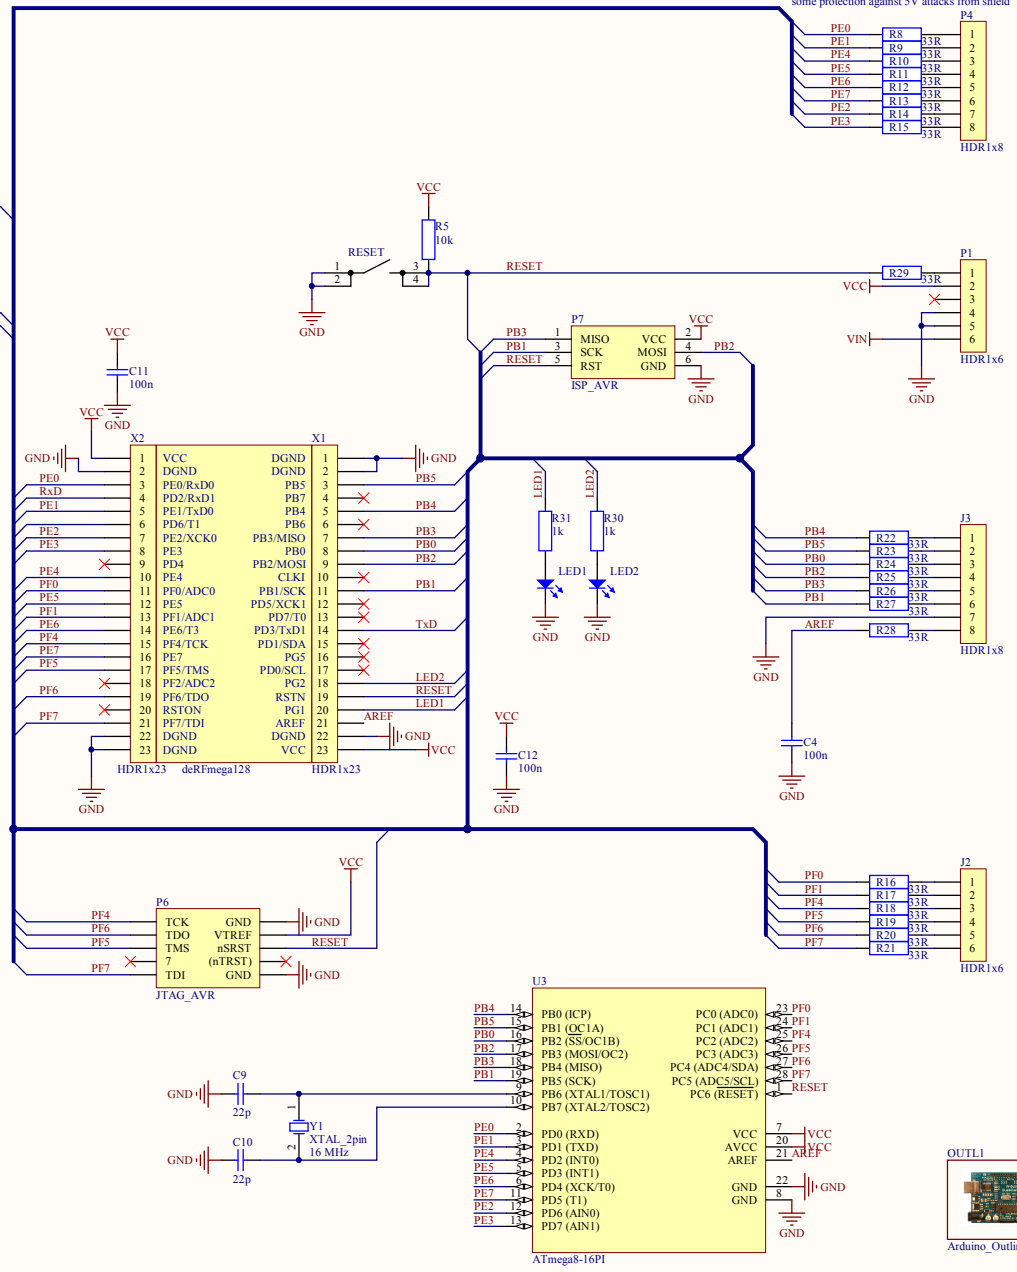 some protection against 5V attacks from shield
P4
PE0 R8 33R 1
PE1 R9 33R 2
PE4 R10 33R 3
PE5 R11 33R 4
PE6 R12 33R 5
PE7 R13 33R 6
PE2 R14 33R 7
PE3 R15 33R 8
HDR1x8
VCC
R5
10k
RESET
1 3
2 4
GND
RESET
P1
R29 33R 1
VCC 2
3
4
5
VIN 6
HDR1x6
GND
P7
VCC
PB3 1 MISO VCC 2
PB1 3 SCK MOSI 4 PB2
RESET 5 RST GND 6
ISP_AVR
GND
VCC
C11
100n
GND
VCC
X2 X1
GND 1 VCC DGND 1 GND
2 DGND DGND 2
PE0 3 PE0/RxD0 PB5 3 PB5
RxD 4 PD2/RxD1 PB7 4
PE1 5 PE1/TxD0 PB4 5 PB4
6 PD6/T1 PB6 6
PE2 7 PE2/XCK0 PB3/MISO 7 PB3
PE3 8 PE3 PB0 8 PB0
9 PD4 PB2/MOSI 9 PB2
PE4 10 PE4 CLKI 10
PF0 11 PF0/ADC0 PB1/SCK 11 PB1
PE5 12 PE5 PD5/XCK1 12
PF1 13 PF1/ADC1 PD7/T0 13
PE6 14 PE6/T3 PD3/TxD1 14 TxD
PF4 15 PF4/TCK PD1/SDA 15
PE7 16 PE7 PG5 16
PF5 17 PF5/TMS PD0/SCL 17
18 PF2/ADC2 PG2 18 LED2
PF6 19 PF6/TDO RSTN 19 RESET
20 RSTON PG1 20 LED1
PF7 21 PF7/TDI AREF 21 AREF
22 DGND DGND 22 GND
23 DGND VCC 23 VCC
HDR1x23 deRFmega128 HDR1x23
GND
LED1 LED2
R31 R30
1k 1k
LED1 LED2
GND GND
J3
PB4 R22 33R 1
PB5 R23 33R 2
PB0 R24 33R 3
PB2 R25 33R 4
PB3 R26 33R 5
PB1 R27 33R 6
7
AREF R28 33R 8
HDR1x8
GND
VCC
C12
100n
GND
C4
100n
GND
J2
PF0 R16 33R 1
PF1 R17 33R 2
PF4 R18 33R 3
PF5 R19 33R 4
PF6 R20 33R 5
PF7 R21 33R 6
HDR1x6
VCC
P6
PF4 TCK GND GND
PF6 TDO VTREF
PF5 TMS nSRST RESET
7 (nTRST)
PF7 TDI GND GND
JTAG_AVR
U3
PB4 14 PB0 (ICP) PC0 (ADC0) 23 PF0
PB5 15 PB1 (OC1A) PC1 (ADC1) 24 PF1
PB0 16 PB2 (SS/OC1B) PC2 (ADC2) 25 PF4
PB2 17 PB3 (MOSI/OC2) PC3 (ADC3) 26 PF5
PB3 18 PB4 (MISO) PC4 (ADC4/SDA) 27 PF6
PB1 19 PB5 (SCK) PC5 (ADC5/SCL) 28 PF7
9 PB6 (XTAL1/TOSC1) PC6 (RESET) 1 RESET
10 PB7 (XTAL2/TOSC2)
PE0 2 PD0 (RXD) VCC 7 VCC
PE1 3 PD1 (TXD) AVCC 20 VCC
PE4 4 PD2 (INT0) AREF 21 AREF
PE5 5 PD3 (INT1)
PE6 6 PD4 (XCK/T0) GND 22 GND
PE7 11 PD5 (T1) GND 8
PE2 12 PD6 (AIN0)
PE3 13 PD7 (AIN1)
GND
ATmega8-16PI
C9
GND
22p
1
Y1
XTAL_2pin
16 MHz
2
C10
GND
22p
OUTL1
Arduino_Outlin